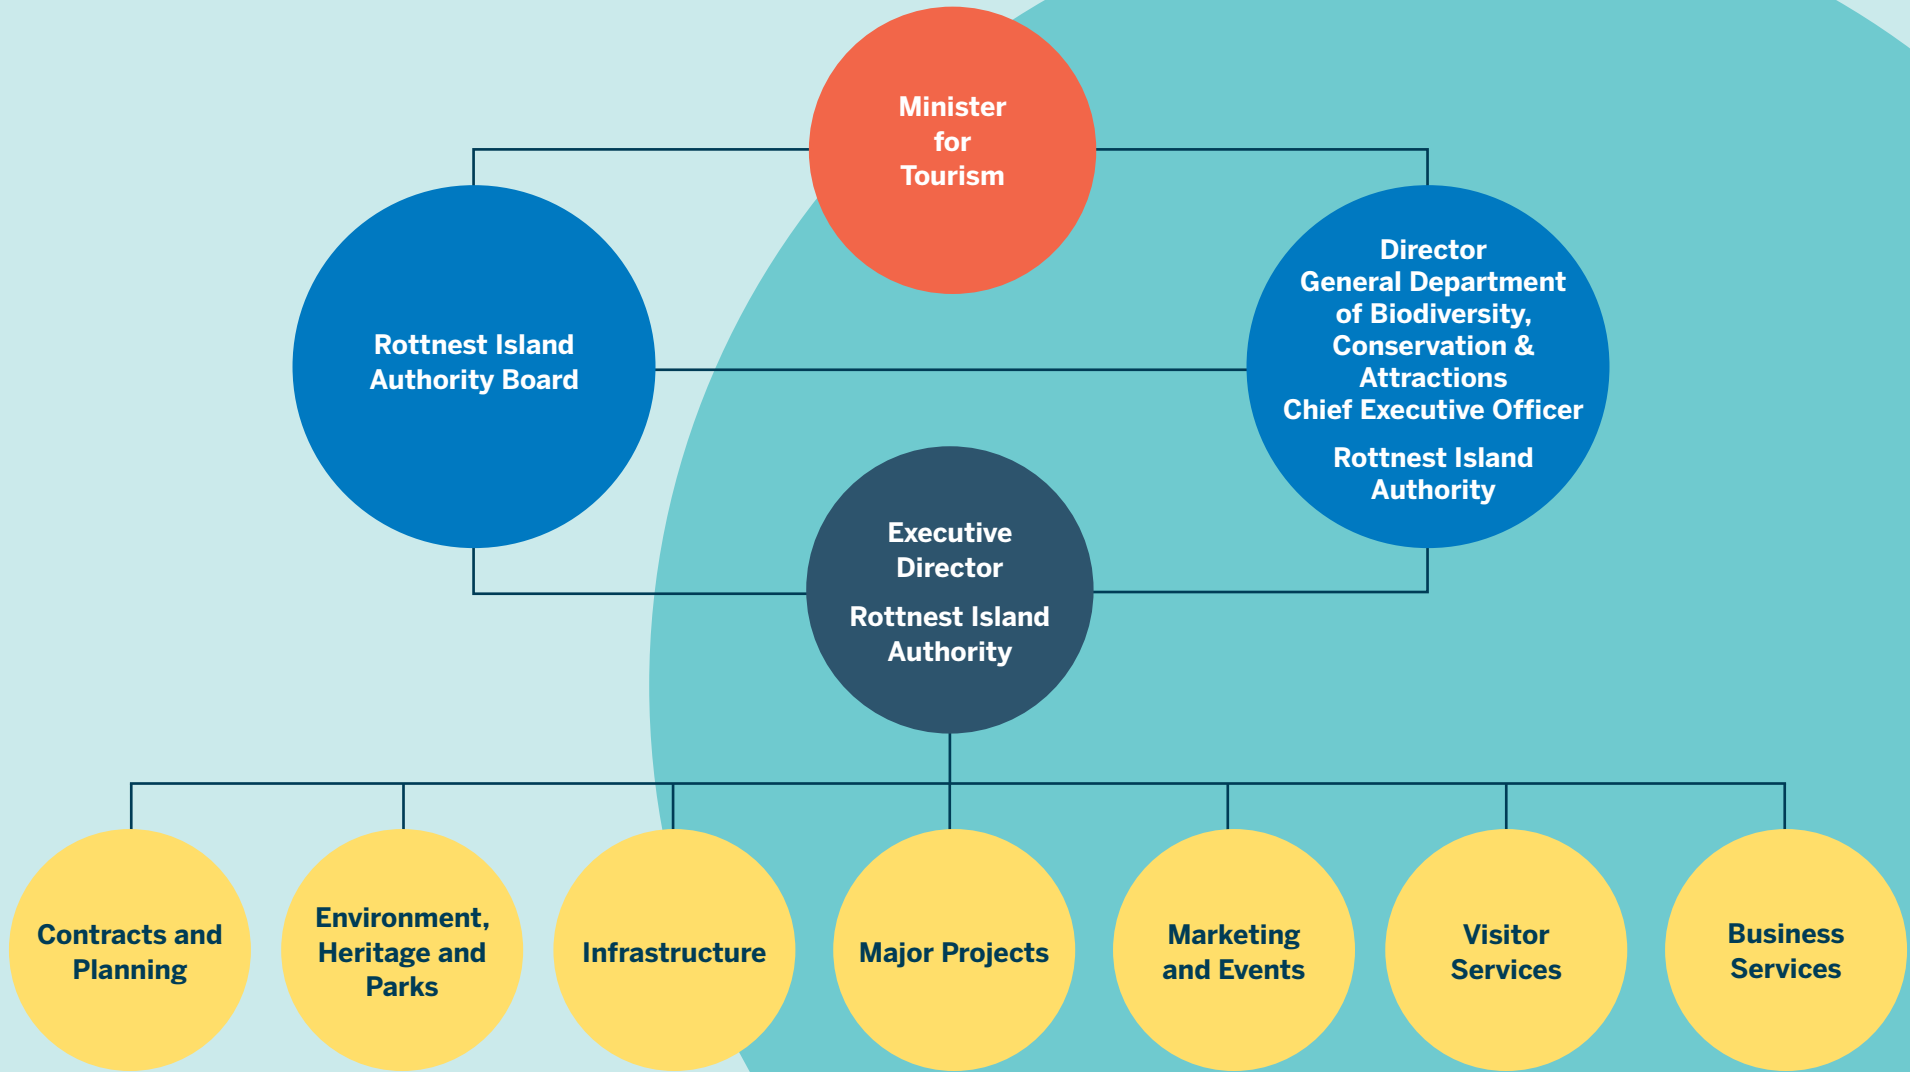 Minister
for
Tourism
Rottnest Island
Authority Board
Director
General Department
of Biodiversity,
Conservation &
Attractions
Chief Executive Officer
Rottnest Island
Authority
Executive
Director
Rottnest Island
Authority
Contracts and
Planning
Environment,
Heritage and
Parks
Infrastructure
Major Projects
Marketing
and Events
Visitor
Services
Business
Services